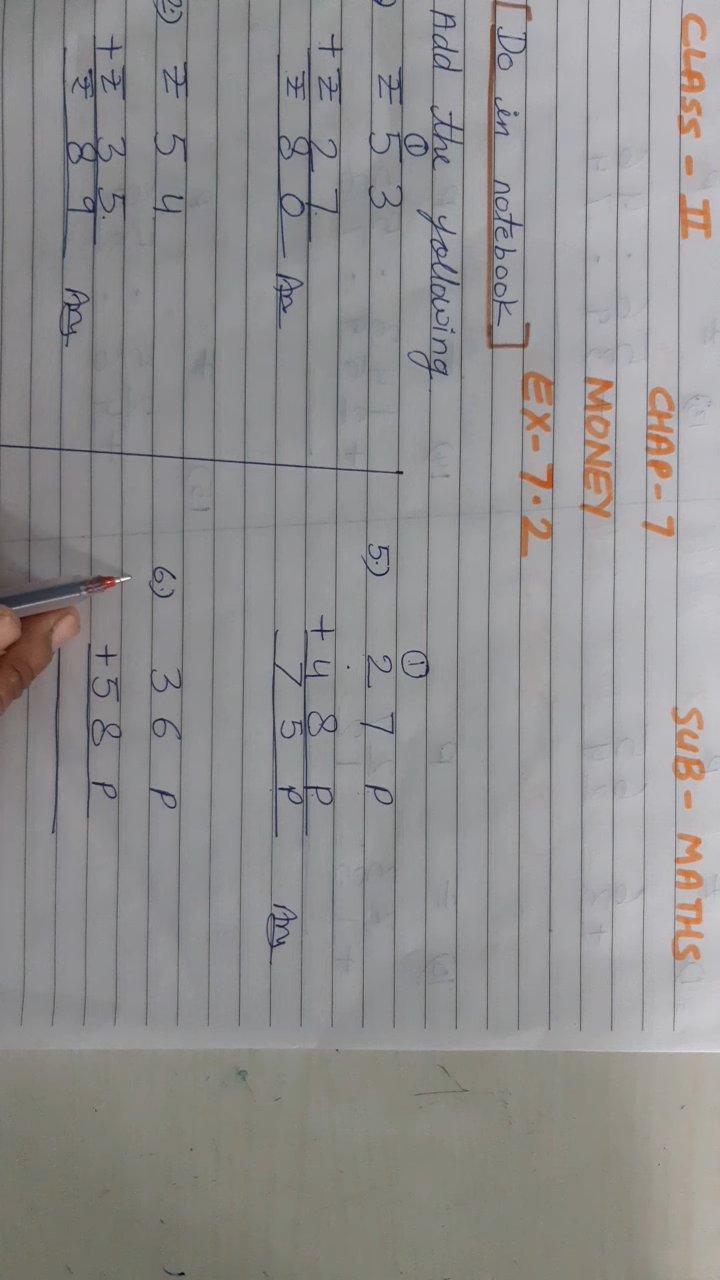 CLASS - II SUB - MATHS
CHAP - 7
MONEY
EX - 7.2
[Do in notebook]
Add the following
①
₹ 5 3
+ ₹ 2 7
₹ 8 0 Ans
2) ₹ 5 4
+ ₹ 3 5
₹ 8 9 Ans
①
5) 2 7 P
+ 4 8 P
7 5 P Ans
6) 3 6 P
+ 5 8 P